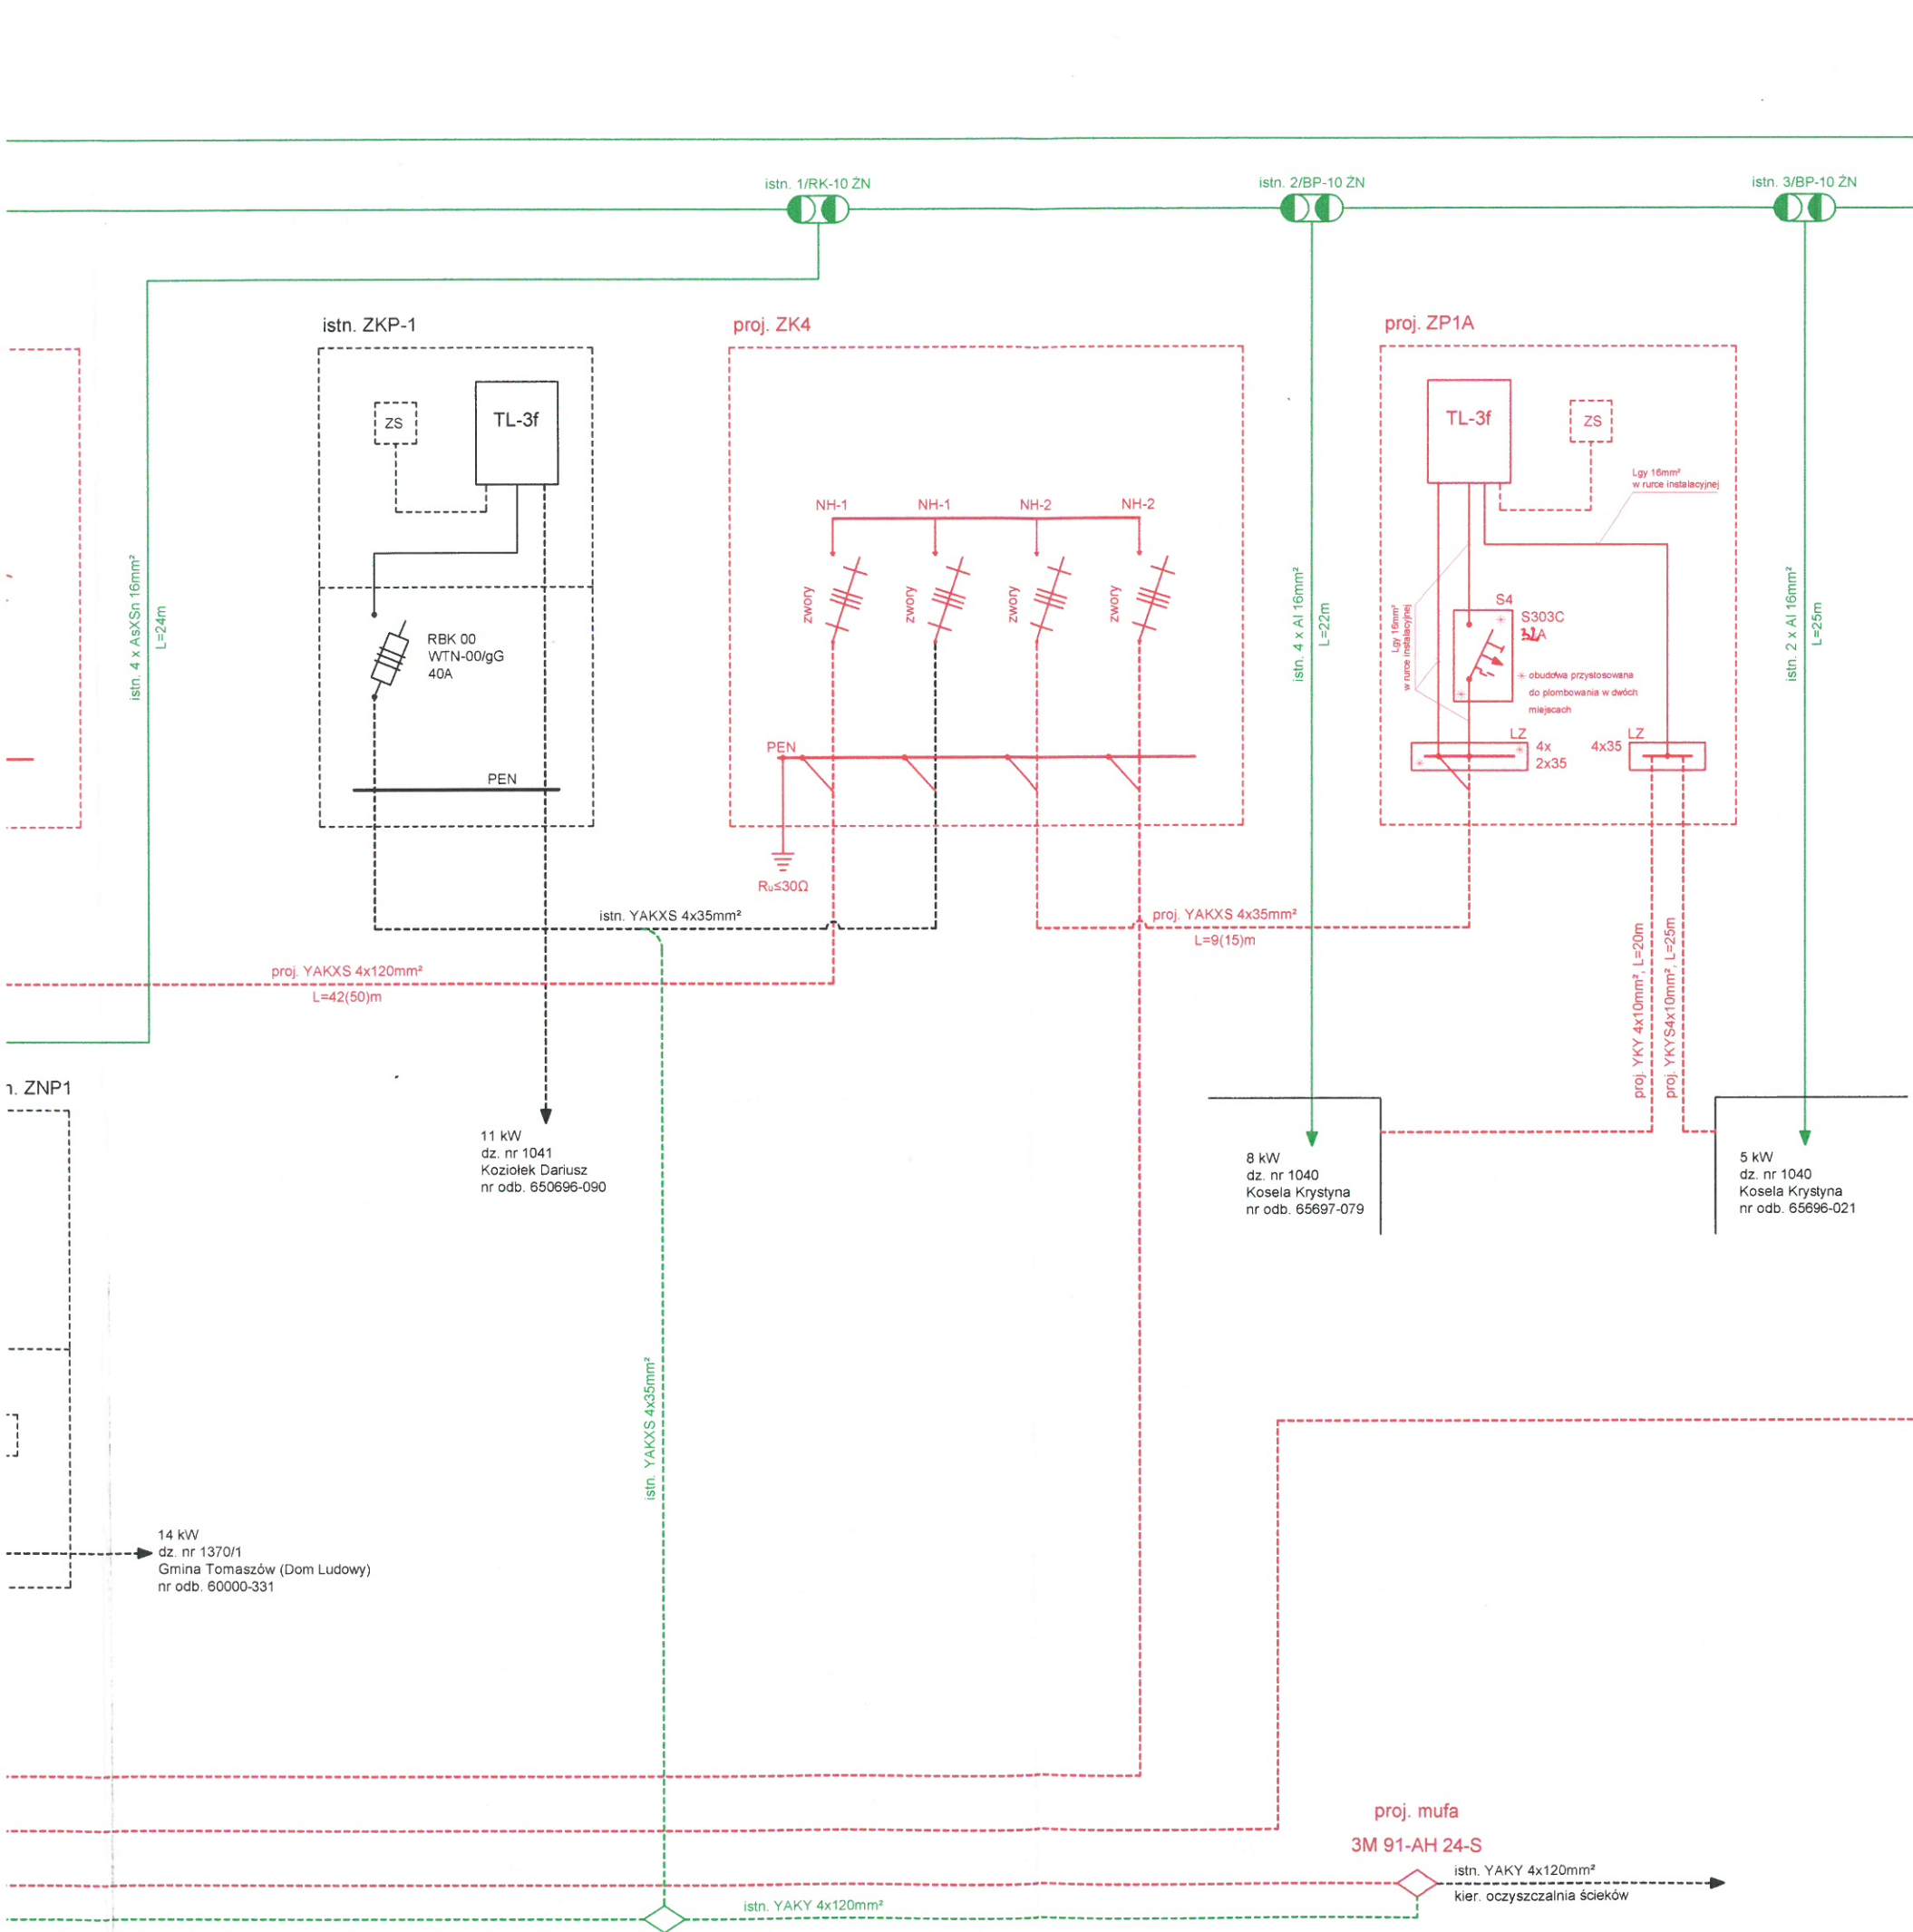 istn. 1/RK-10 ŻN
istn. 2/BP-10 ŻN
istn. 3/BP-10 ŻN
istn. 4 x AsXSn 16mm²
L=24m
istn. ZKP-1
ZS
TL-3f
RBK 00
WTN-00/gG
40A
PEN
proj. ZK4
NH-1
NH-1
NH-2
NH-2
zwory
zwory
zwory
zwory
PEN
Ru≤30Ω
istn. 4 x Al 16mm²
L=22m
proj. ZP1A
TL-3f
ZS
Lgy 16mm²
w rurce instalacyjnej
Lgy 16mm²
w rurce instalacyjnej
S4
S303C
A
* obudowa przystosowana
do plombowania w dwóch
miejscach
LZ
4x
2x35
LZ
4x35
istn. 2 x Al 16mm²
L=25m
istn. YAKXS 4x35mm²
proj. YAKXS 4x35mm²
L=9(15)m
proj. YAKXS 4x120mm²
L=42(50)m
proj. YKY 4x10mm², L=20m
proj. YKYS4x10mm², L=25m
ZNP1
11 kW
dz. nr 1041
Koziołek Dariusz
nr odb. 650696-090
8 kW
dz. nr 1040
Kosela Krystyna
nr odb. 65697-079
5 kW
dz. nr 1040
Kosela Krystyna
nr odb. 65696-021
istn. YAKXS 4x35mm²
14 kW
dz. nr 1370/1
Gmina Tomaszów (Dom Ludowy)
nr odb. 60000-331
proj. mufa
3M 91-AH 24-S
istn. YAKY 4x120mm²
kier. oczyszczalnia ścieków
istn. YAKY 4x120mm²